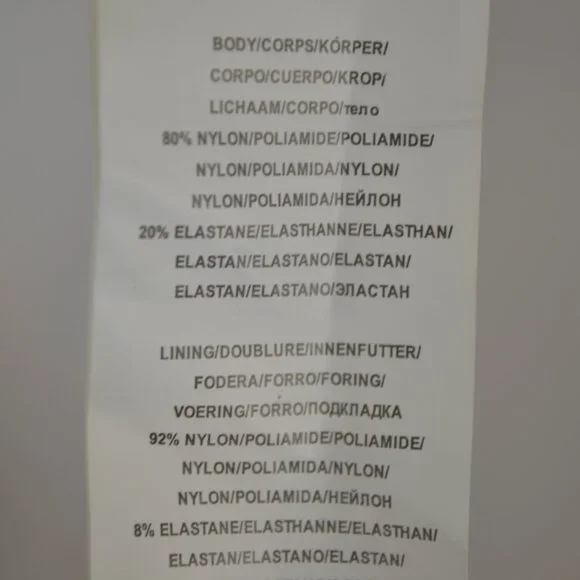 BODY/CORPS/KÓRPER/
CORPO/CUERPO/KROP/
LICHAAM/CORPO/тело
80% NYLON/POLIAMIDE/POLIAMIDE/
NYLON/POLIAMIDA/NYLON/
NYLON/POLIAMIDA/НЕЙЛОН
20% ELASTANE/ELASTHANNE/ELASTHAN/
ELASTAN/ELASTANO/ELASTAN/
ELASTAN/ELASTANO/ЭЛАСТАН
LINING/DOUBLURE/INNENFUTTER/
FODERA/FORRO/FORING/
VOERING/FORRO/ПОДКЛАДКА
92% NYLON/POLIAMIDE/POLIAMIDE/
NYLON/POLIAMIDA/NYLON/
NYLON/POLIAMIDA/НЕЙЛОН
8% ELASTANE/ELASTHANNE/ELASTHAN/
ELASTAN/ELASTANO/ELASTAN/